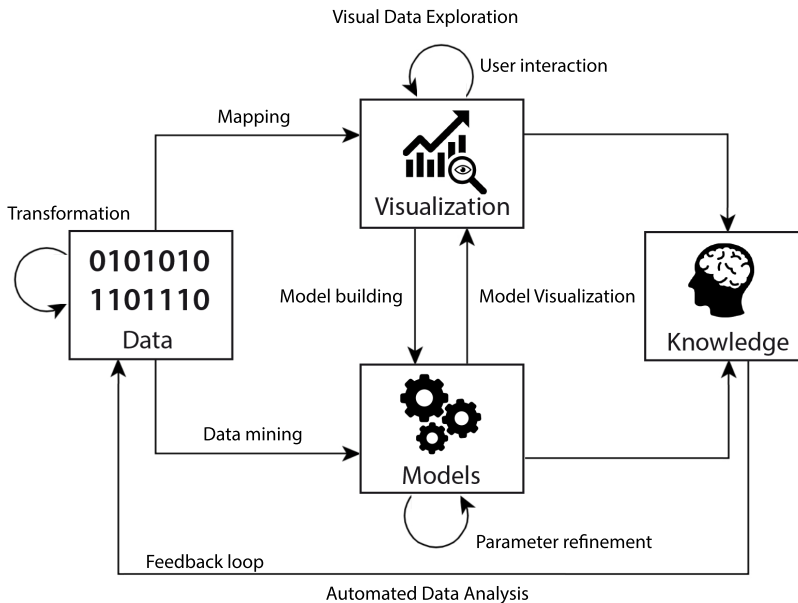 Visual Data Exploration
User interaction
Mapping
Visualization
Transformation
0101010
1101110
Data
Model building
Model Visualization
Knowledge
Data mining
Models
Parameter refinement
Feedback loop
Automated Data Analysis